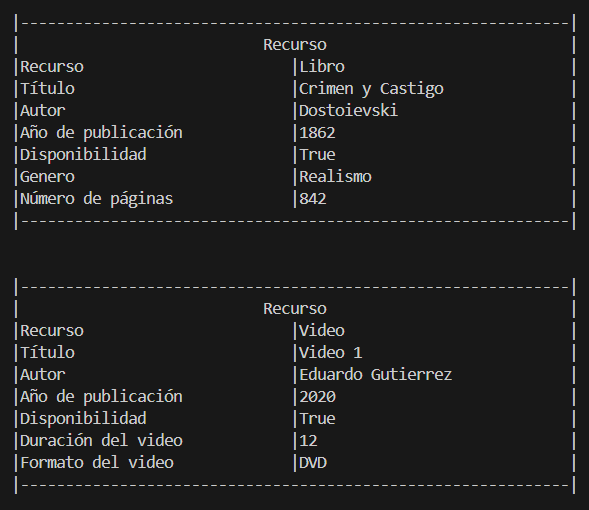 |-------------------------------------------------------------|
|                           Recurso                           |
|Recurso                       |Libro                         |
|Título                        |Crimen y Castigo              |
|Autor                         |Dostoievski                   |
|Año de publicación            |1862                          |
|Disponibilidad                |True                          |
|Genero                        |Realismo                      |
|Número de páginas             |842                           |
|-------------------------------------------------------------|

|-------------------------------------------------------------|
|                           Recurso                           |
|Recurso                       |Video                         |
|Título                        |Video 1                       |
|Autor                         |Eduardo Gutierrez             |
|Año de publicación            |2020                          |
|Disponibilidad                |True                          |
|Duración del video            |12                            |
|Formato del video             |DVD                           |
|-------------------------------------------------------------|